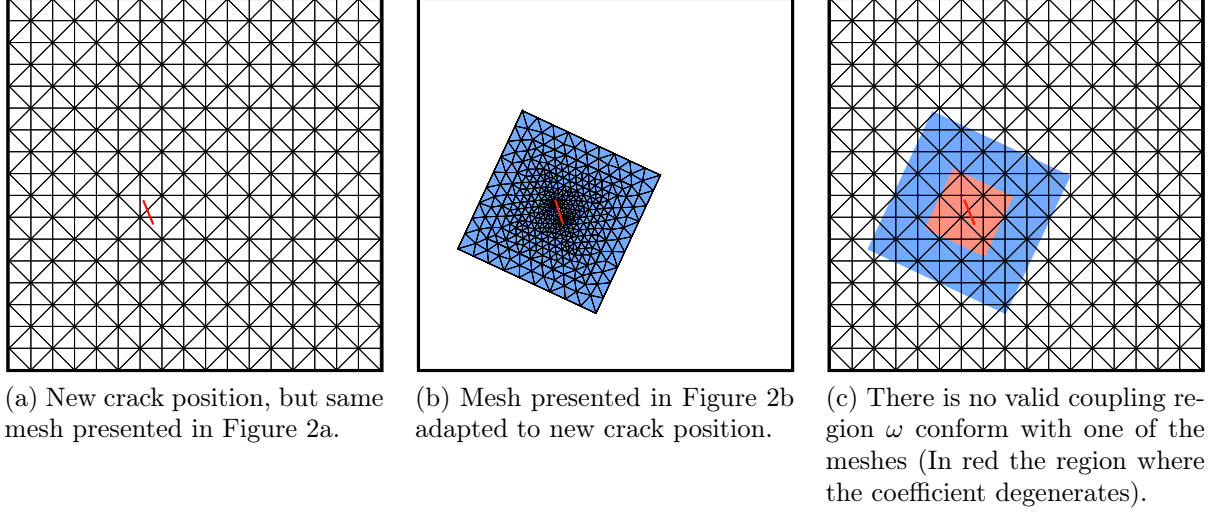 (a) New crack position, but same
mesh presented in Figure 2a.
(b) Mesh presented in Figure 2b
adapted to new crack position.
(c) There is no valid coupling re-
gion ω conform with one of the
meshes (In red the region where
the coefficient degenerates).